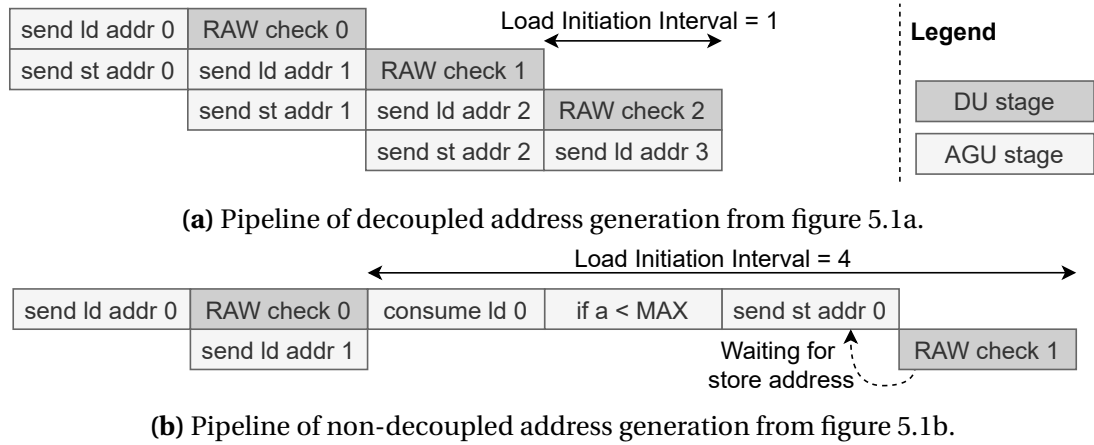 send ld addr 0 RAW check 0 Load Initiation Interval = 1 Legend
send st addr 0 send ld addr 1 RAW check 1
send st addr 1 send ld addr 2 RAW check 2 DU stage
send st addr 2 send ld addr 3 AGU stage
(a) Pipeline of decoupled address generation from figure 5.1a.
Load Initiation Interval = 4
send ld addr 0 RAW check 0 consume ld 0 if a < MAX send st addr 0
send ld addr 1 Waiting for RAW check 1
store address
(b) Pipeline of non-decoupled address generation from figure 5.1b.